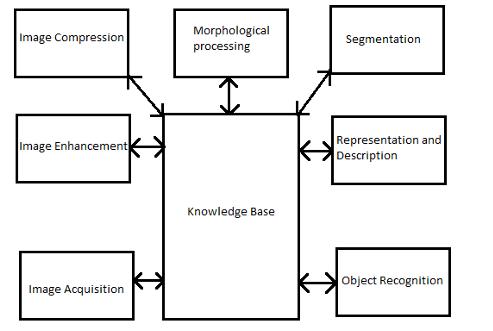 Image Compression
Morphological
processing
Segmentation
Image Enhancement
Representation and
Description
Knowledge Base
Image Acquisition
Object Recognition